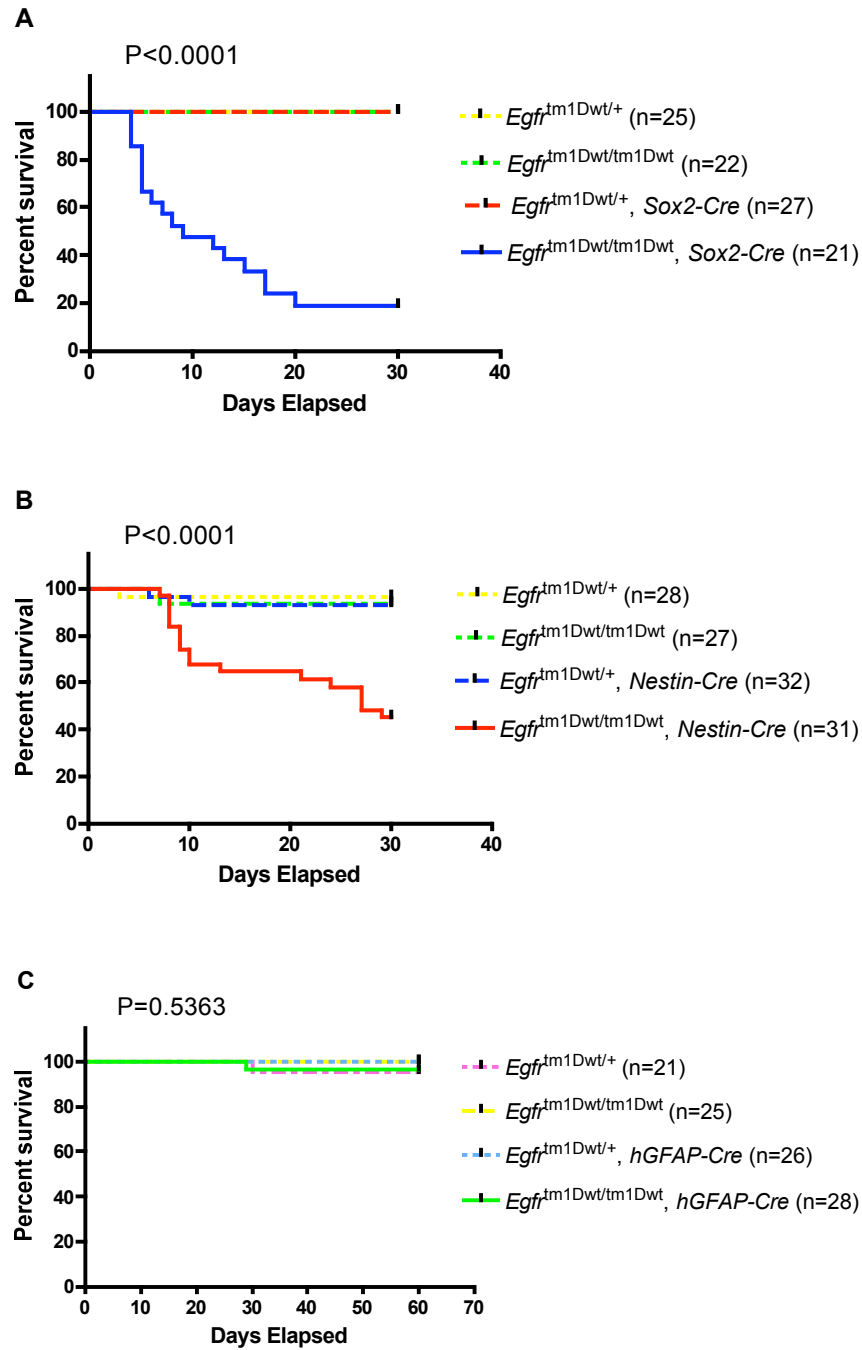 A
P<0.0001
Percent survival
100
80
60
40
20
0
0 10 20 30 40
Days Elapsed
Egfrtm1Dwt/+ (n=25)
Egfrtm1Dwt/tm1Dwt (n=22)
Egfrtm1Dwt/+, Sox2-Cre (n=27)
Egfrtm1Dwt/tm1Dwt, Sox2-Cre (n=21)
B
P<0.0001
Percent survival
100
80
60
40
20
0
0 10 20 30 40
Days Elapsed
Egfrtm1Dwt/+ (n=28)
Egfrtm1Dwt/tm1Dwt (n=27)
Egfrtm1Dwt/+, Nestin-Cre (n=32)
Egfrtm1Dwt/tm1Dwt, Nestin-Cre (n=31)
C
P=0.5363
Percent survival
100
80
60
40
20
0
0 10 20 30 40 50 60 70
Days Elapsed
Egfrtm1Dwt/+ (n=21)
Egfrtm1Dwt/tm1Dwt (n=25)
Egfrtm1Dwt/+, hGFAP-Cre (n=26)
Egfrtm1Dwt/tm1Dwt, hGFAP-Cre (n=28)